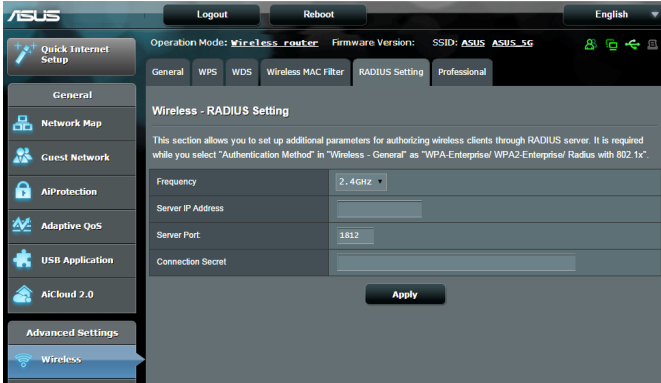 ASUS Logout Reboot English
Quick Internet Setup
Operation Mode: Wireless router Firmware Version: SSID: ASUS ASUS_5G
General WPS WDS Wireless MAC Filter RADIUS Setting Professional
General
Network Map
Guest Network
AiProtection
Adaptive QoS
USB Application
AiCloud 2.0
Advanced Settings
Wireless
Wireless - RADIUS Setting
This section allows you to set up additional parameters for authorizing wireless clients through RADIUS server. It is required
while you select "Authentication Method" in "Wireless - General" as "WPA-Enterprise/ WPA2-Enterprise/ Radius with 802.1x".
Frequency 2.4GHz
Server IP Address
Server Port: 1812
Connection Secret
Apply